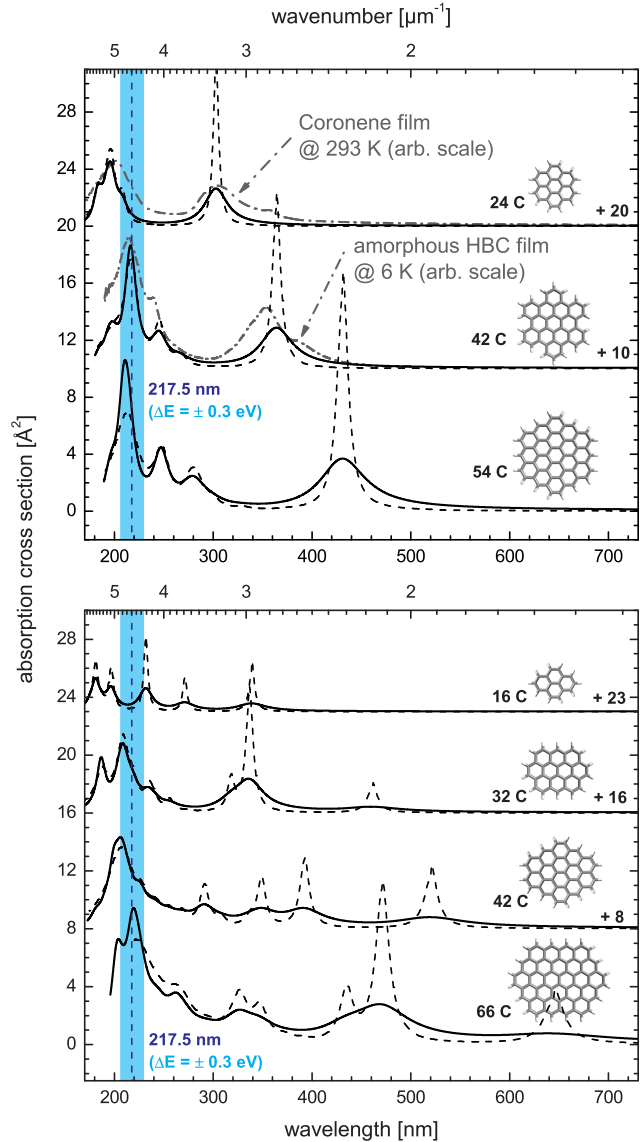 wavenumber [µm⁻¹]
5 4 3 2
28
24
20
16
12
8
4
0
Coronene film
@ 293 K (arb. scale)
24 C + 20
amorphous HBC film
@ 6 K (arb. scale)
42 C + 10
217.5 nm
(ΔE = ± 0.3 eV)
54 C
200 300 400 500 600 700
absorption cross section [Å²]
5 4 3 2
28
24
20
16
12
8
4
0
16 C + 23
32 C + 16
42 C + 8
66 C
217.5 nm
(ΔE = ± 0.3 eV)
200 300 400 500 600 700
wavelength [nm]